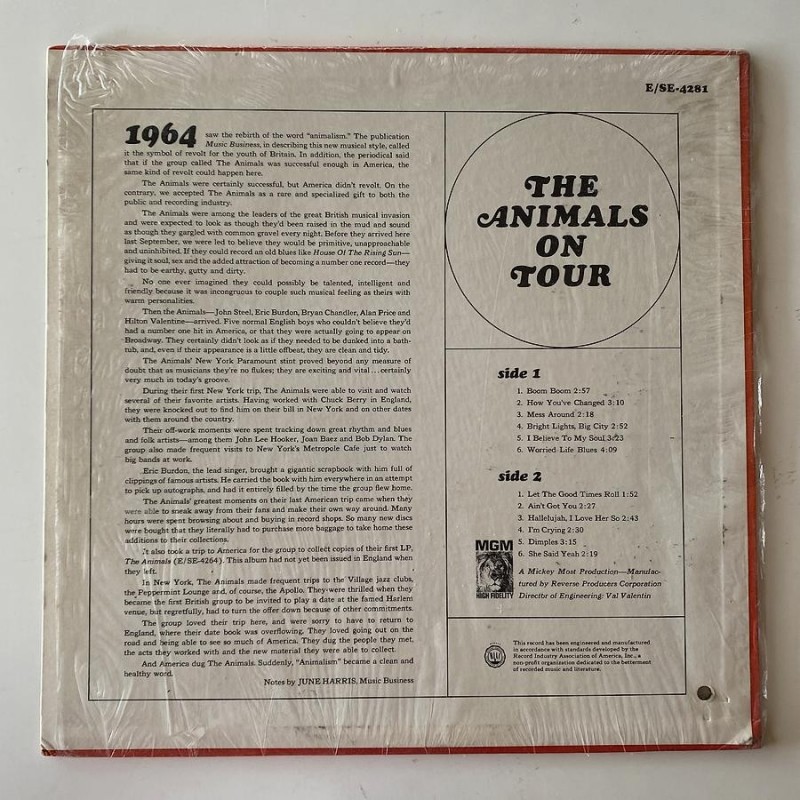 E/SE-4281
1964 saw the rebirth of the word "animalism." The publication
Music Business, in describing this new musical style, called
it the symbol of revolt for the youth of Britain. In addition, the periodical said
that if the group called The Animals was successful enough in America, the
same kind of revolt could happen here.
The Animals were certainly successful, but America didn't revolt. On the
contrary, we accepted The Animals as a rare and specialized gift to both the
public and recording industry.
The Animals were among the leaders of the great British musical invasion
and were expected to look as though they'd been raised in the mud and sound
as though they gargled with common gravel every night. Before they arrived here
last September, we were led to believe they would be primitive, unapproachable
and uninhibited. If they could record an old blues like House Of The Rising Sun—
giving it soul, sex and the added attraction of becoming a number one record—they
had to be earthy, gutty and dirty.
No one ever imagined they could possibly be talented, intelligent and
friendly because it was incongruous to couple such musical feeling as theirs with
warm personalities.
Then the Animals—John Steel, Eric Burdon, Bryan Chandler, Alan Price and
Hilton Valentine—arrived. Five normal English boys who couldn't believe they'd
had a number one hit in America, or that they were actually going to appear on
Broadway. They certainly didn't look as if they needed to be dunked into a bath-
tub, and, even if their appearance is a little offbeat, they are clean and tidy.
The Animals' New York Paramount stint proved beyond any measure of
doubt that as musicians they're no flukes; they are exciting and vital . . . certainly
very much in today's groove.
During their first New York trip, The Animals were able to visit and watch
several of their favorite artists. Having worked with Chuck Berry in England,
they were knocked out to find him on their bill in New York and on other dates
with them around the country.
Their off-work moments were spent tracking down great rhythm and blues
and folk artists—among them John Lee Hooker, Joan Baez and Bob Dylan. The
group also made frequent visits to New York's Metropole Cafe just to watch
big bands at work.
Eric Burdon, the lead singer, brought a gigantic scrapbook with him full of
clippings of famous artists. He carried the book with him everywhere in an attempt
to pick up autographs, and had it entirely filled by the time the group flew home.
The Animals' greatest moments on their last American trip came when they
were able to sneak away from their fans and make their own way around. Many
hours were spent browsing about and buying in record shops. So many new discs
were bought that they literally had to purchase more baggage to take home these
additions to their collections.
It also took a trip to America for the group to collect copies of their first LP,
The Animals (E/SE-4264). This album had not yet been issued in England when
they left.
In New York, The Animals made frequent trips to the Village jazz clubs,
the Peppermint Lounge and, of course, the Apollo. They were thrilled when they
became the first British group to be invited to play a date at the famed Harlem
venue, but regretfully, had to turn the offer down because of other commitments.
The group loved their trip here, and were sorry to have to return to
England, where their date book was overflowing. They loved going out on the
road and being able to see so much of America. They dug the people they met,
the acts they worked with and the new material they were able to collect.
And America dug The Animals. Suddenly, "Animalism" became a clean and
healthy word.
Notes by JUNE HARRIS, Music Business
THE
ANIMALS
ON
TOUR
side 1
1. Boom Boom 2:57
2. How You've Changed 3:10
3. Mess Around 2:18
4. Bright Lights, Big City 2:52
5. I Believe To My Soul 3:23
6. Worried Life Blues 4:09
side 2
1. Let The Good Times Roll 1:52
2. Ain't Got You 2:27
3. Hallelujah, I Love Her So 2:43
4. I'm Crying 2:30
5. Dimples 3:15
6. She Said Yeah 2:19
MGM
HIGH FIDELITY
A Mickey Most Production—Manufac-
tured by Reverse Producers Corporation
Director of Engineering: Val Valentin
This record has been engineered and manufactured
in accordance with standards developed by the
Record Industry Association of America, Inc., a
non-profit organization dedicated to the betterment
of recorded music and literature.